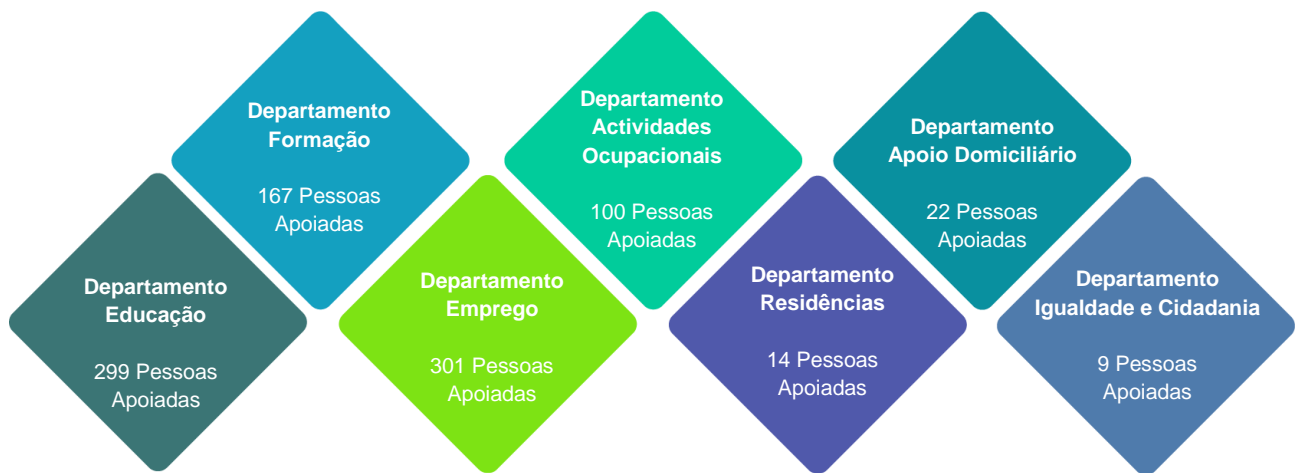 Departamento
Educação
299 Pessoas
Apoiadas
Departamento
Formação
167 Pessoas
Apoiadas
Departamento
Emprego
301 Pessoas
Apoiadas
Departamento
Actividades
Ocupacionais
100 Pessoas
Apoiadas
Departamento
Residências
14 Pessoas
Apoiadas
Departamento
Apoio Domiciliário
22 Pessoas
Apoiadas
Departamento
Igualdade e Cidadania
9 Pessoas
Apoiadas